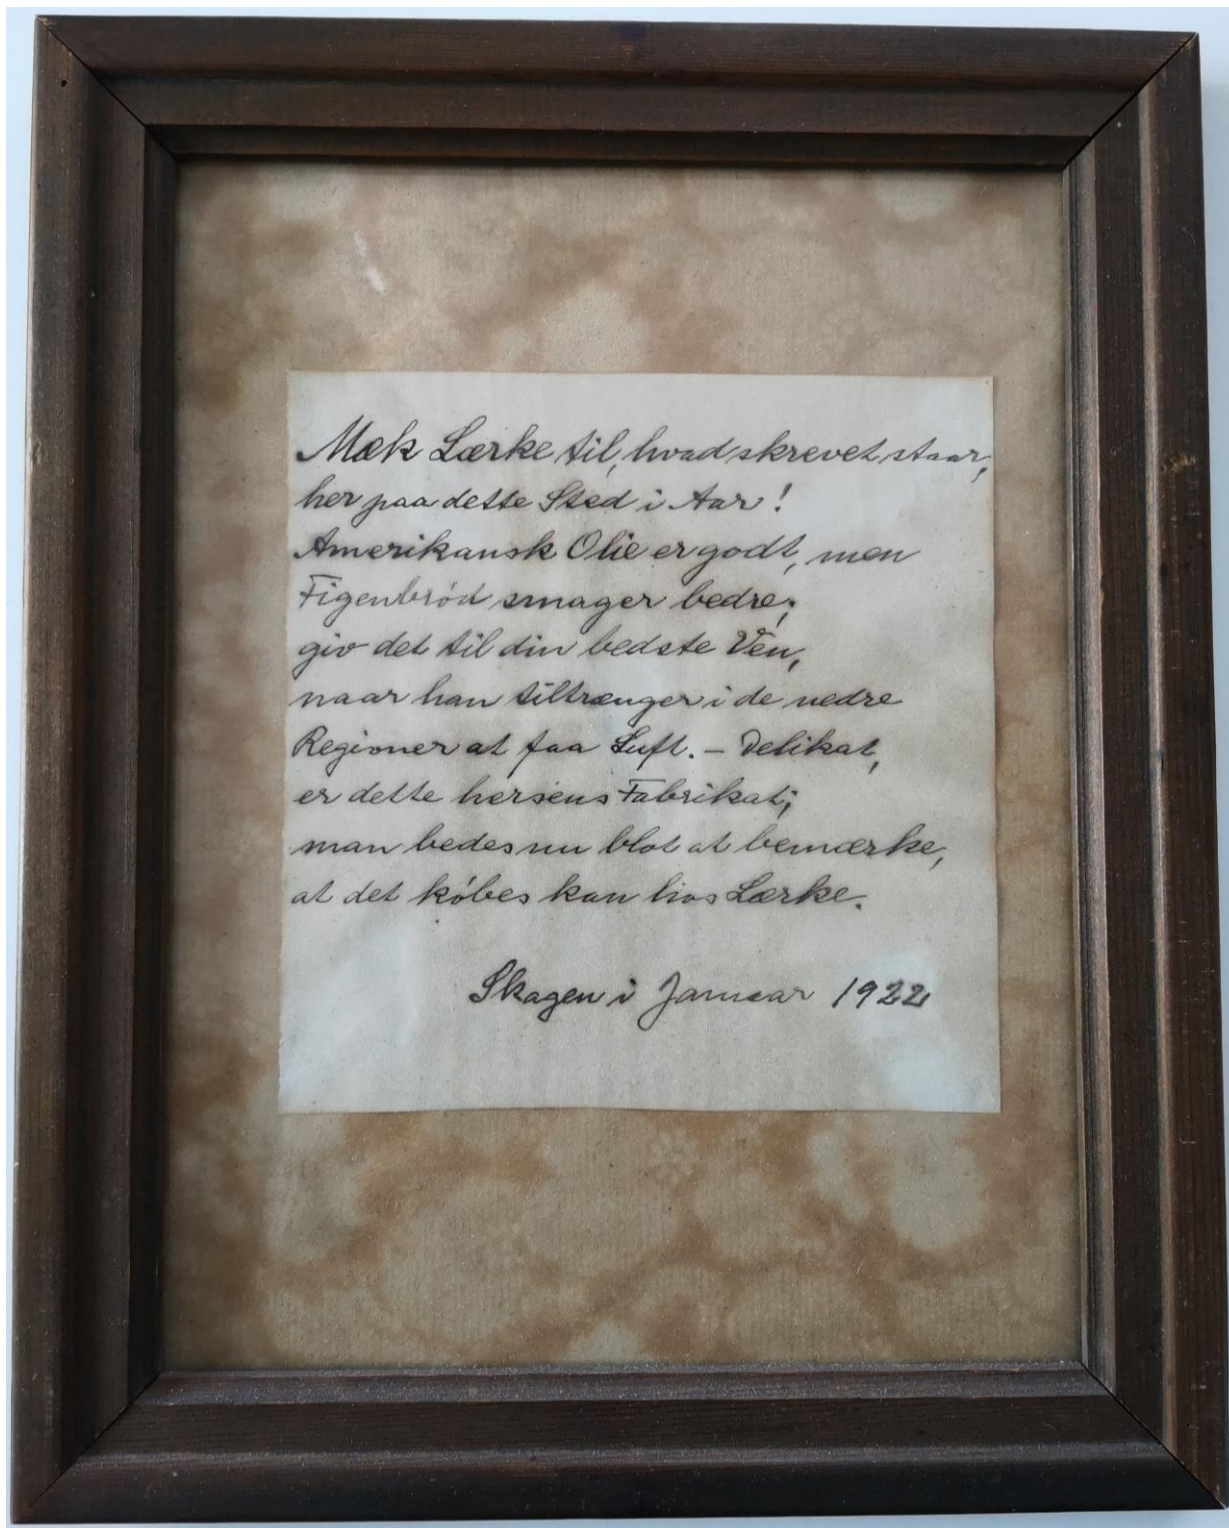 Mæk Lærke til, hvad skrevet staar,
her paa dette Sted i Aar!
Amerikansk Olie er godt, men
Figenbrød smager bedre;
giv det til din bedste Ven,
naar han tiltrænger i de nedre
Regioner at faa Luft. – Delikat,
er dette hersens Fabrikat;
man bedes nu blot at bemærke,
at det købes kan hos Lærke.
Skagen i Januar 1922